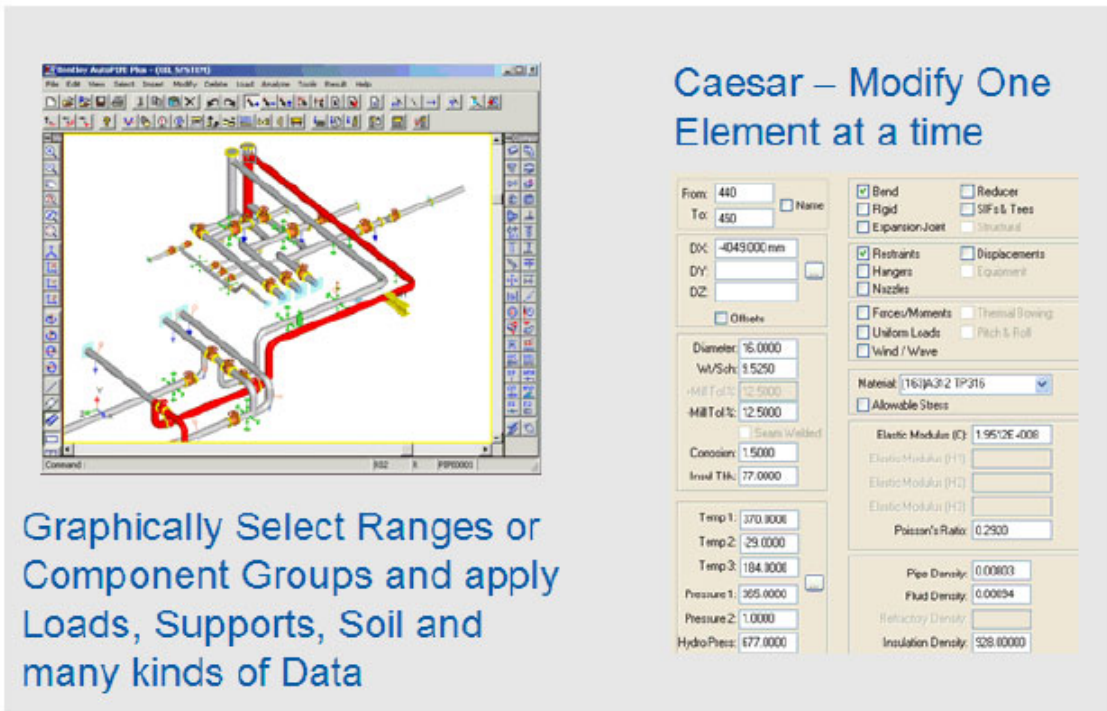 Bentley AutoPIPE Plus - (OIL SYSTEM)
File Edit View Select Insert Modify Delete Load Analyze Tools Result Help
Command :
Graphically Select Ranges or
Component Groups and apply
Loads, Supports, Soil and
many kinds of Data
Caesar – Modify One
Element at a time
From: 440
Name
To: 450
DX: -4049.000 mm
DY:
DZ:
Offsets
Diameter: 16.0000
Wt/Sch: 9.5250
+Mill Tol %: 12.5000
-Mill Tol %: 12.5000
Seam Welded
Corrosion: 1.5000
Insul Thk: 77.0000
Temp 1: 370.0000
Temp 2: -29.0000
Temp 3: 184.0000
Pressure 1: 365.0000
Pressure 2: 1.0000
Hydro Press: 677.0000
Bend Reducer
Rigid SIFs & Tees
Expansion Joint Structural
Restraints Displacements
Hangers Equipment
Nozzles
Forces/Moments Thermal Bowing
Uniform Loads Pitch & Roll
Wind / Wave
Material: (163)A312 TP316
Allowable Stress
Elastic Modulus (C): 1.9512E+008
Elastic Modulus (H1):
Elastic Modulus (H2):
Elastic Modulus (H3):
Poisson's Ratio: 0.2920
Pipe Density: 0.00803
Fluid Density: 0.00094
Refractory Density:
Insulation Density: 928.00000